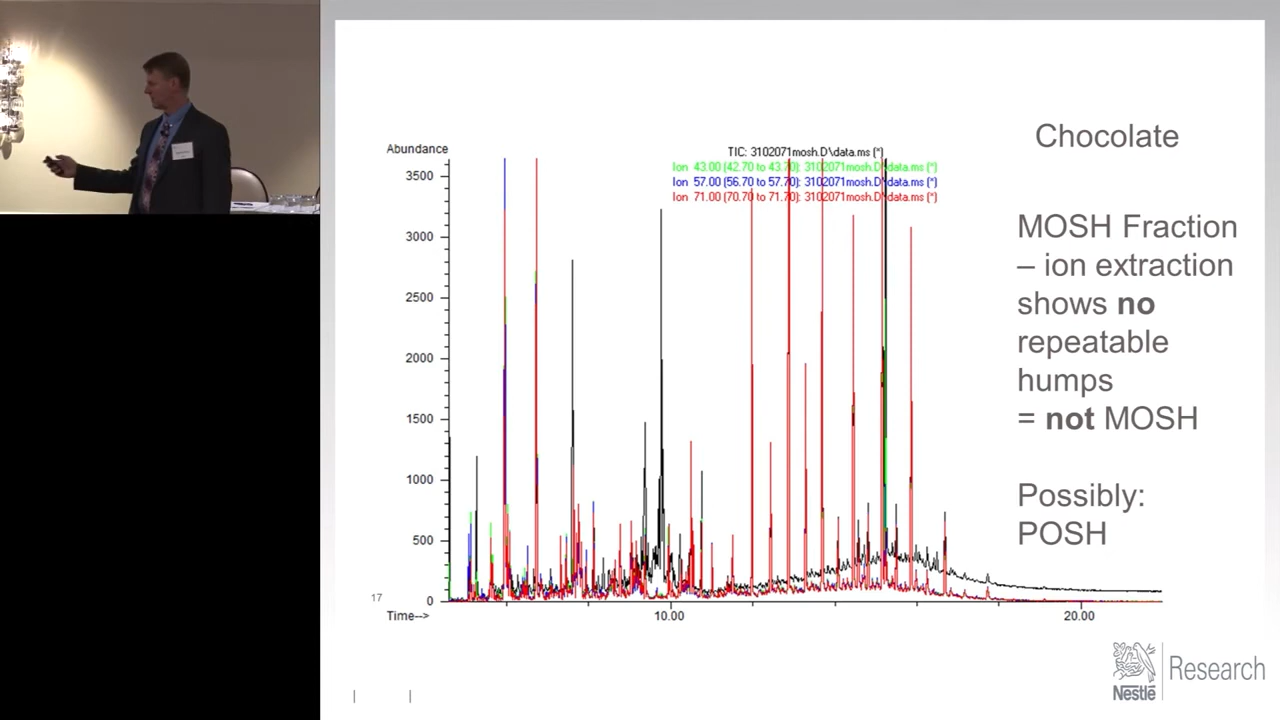 Chocolate
MOSH Fraction
– ion extraction
shows no
repeatable
humps
= not MOSH
Possibly:
POSH
Abundance
TIC: 3102071mosh.D\data.ms (*)
Ion 43.00 (42.70 to 43.70): 3102071mosh.D\data.ms (*)
Ion 57.00 (56.70 to 57.70): 3102071mosh.D\data.ms (*)
Ion 71.00 (70.70 to 71.70): 3102071mosh.D\data.ms (*)
3500
3000
2500
2000
1500
1000
500
0
10.00
20.00
Time-->
17
Nestlé
Research